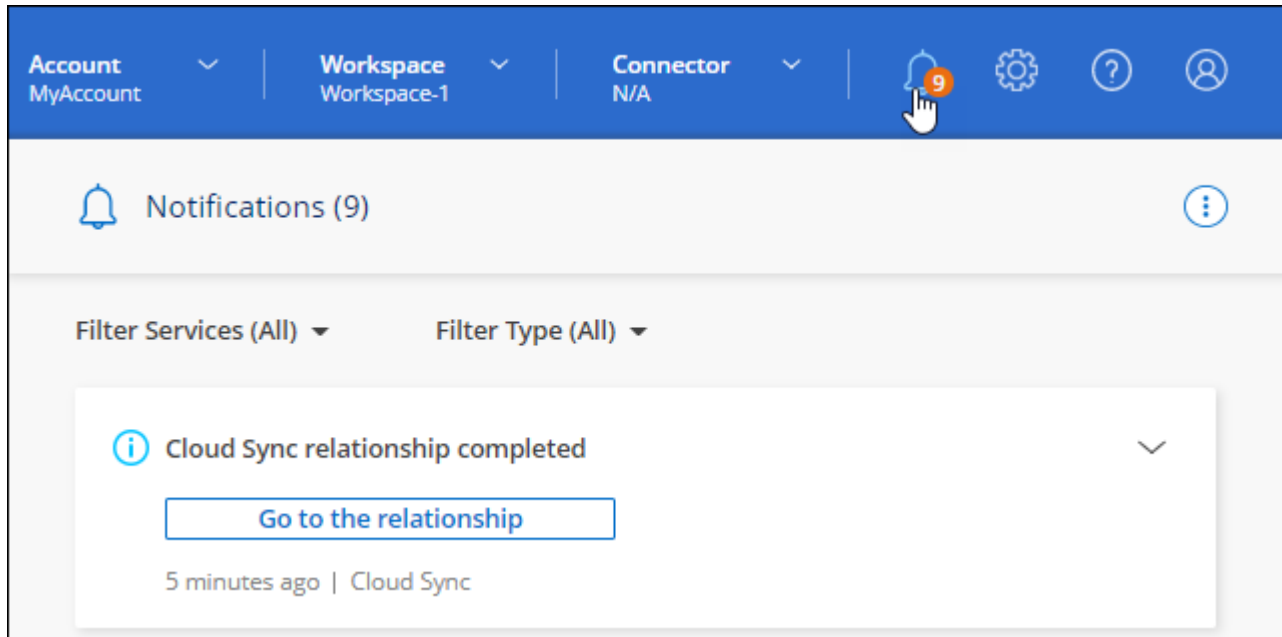 Account
MyAccount
Workspace
Workspace-1
Connector
N/A
9
Notifications (9)
Filter Services (All)
Filter Type (All)
Cloud Sync relationship completed
Go to the relationship
5 minutes ago | Cloud Sync